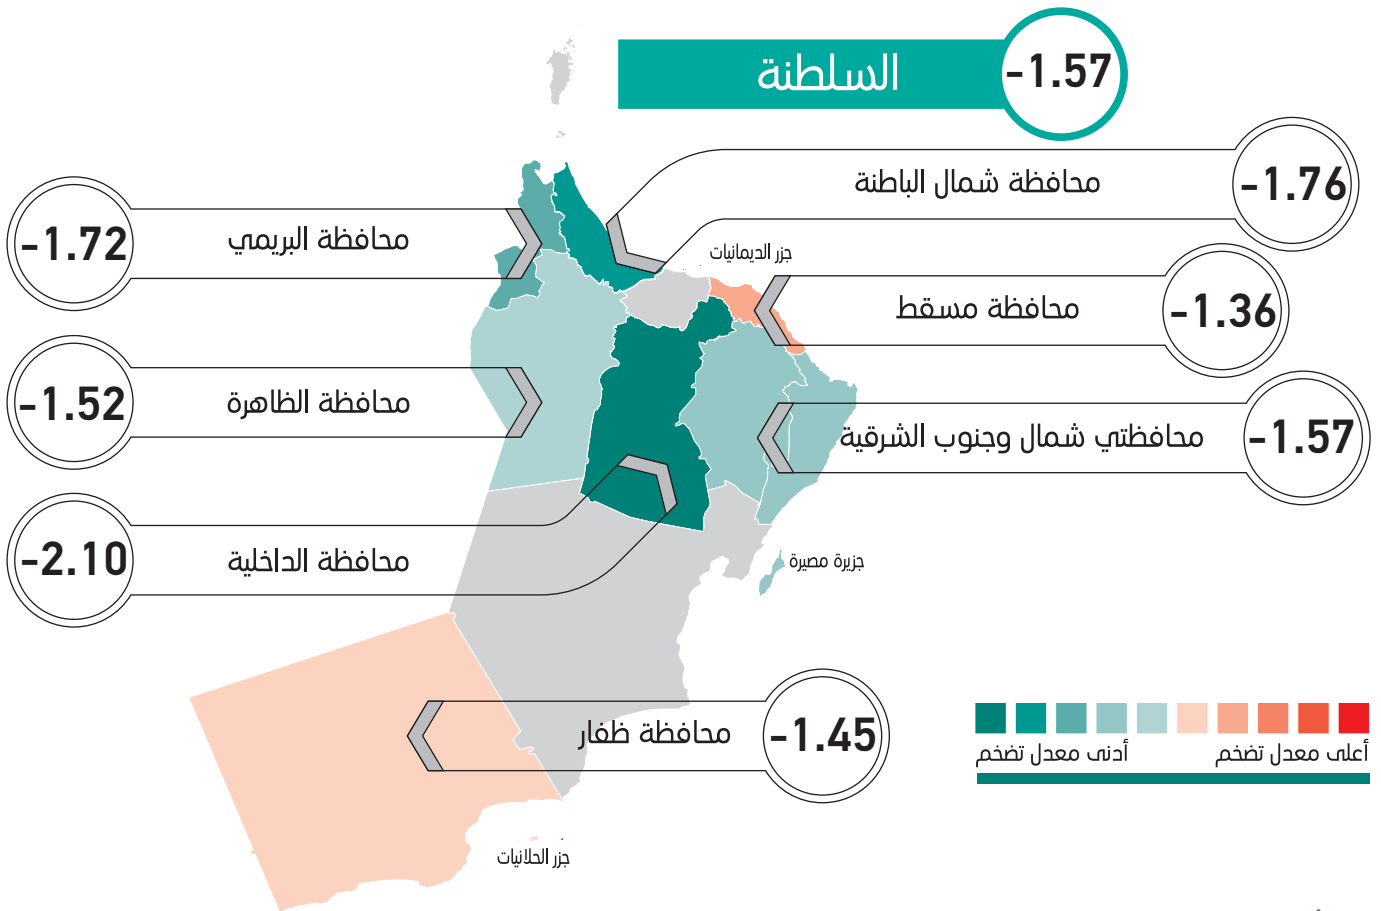 السلطنة
-1.57
محافظة شمال الباطنة
-1.76
محافظة البريمي
-1.72
جزر الديمانيات
محافظة مسقط
-1.36
محافظة الظاهرة
-1.52
محافظتي شمال وجنوب الشرقية
-1.57
محافظة الداخلية
-2.10
جزيرة مصيرة
محافظة ظفار
-1.45
أعلى معدل تضخم
أدنى معدل تضخم
جزر الحلانيات